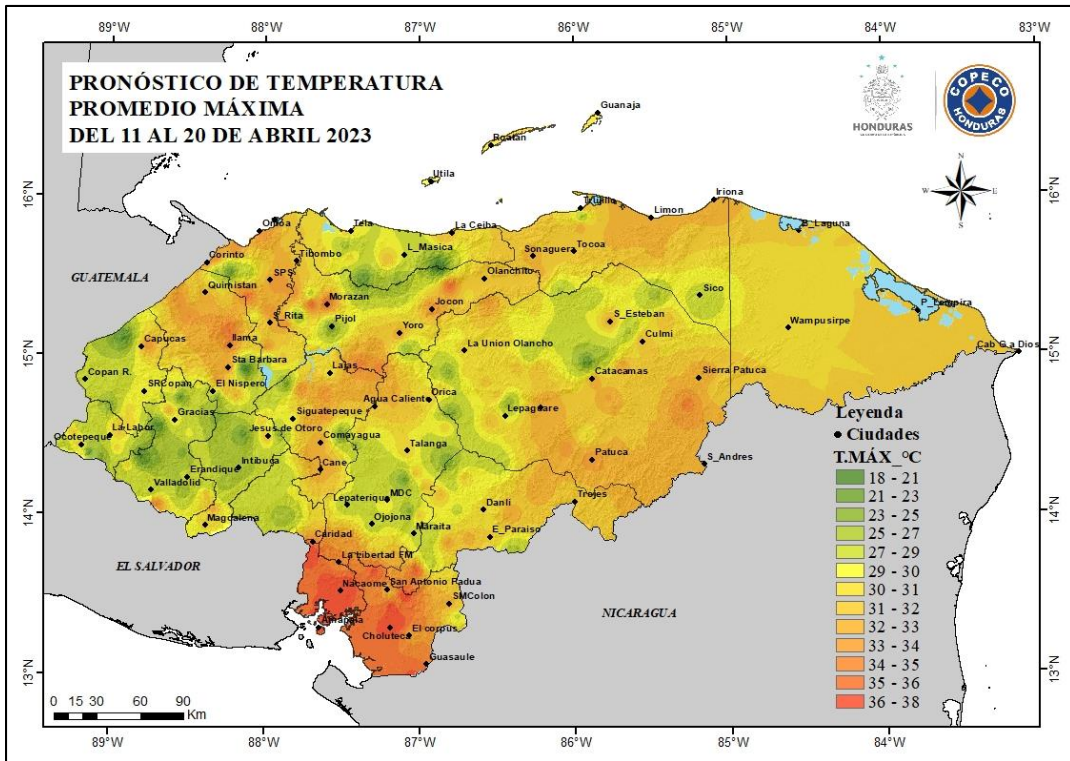 89°W 88°W 87°W 86°W 85°W 84°W 83°W
PRONÓSTICO DE TEMPERATURA
PROMEDIO MÁXIMA
DEL 11 AL 20 DE ABRIL 2023
HONDURAS
COPECO
HONDURAS
N
W E
S
16°N
15°N
14°N
13°N
16°N
15°N
14°N
13°N
Guanaja
Roatan
Utila
Trujillo
Iriona
Limon
B_Laguna
Omoa
Tela
La Ceiba
Corinto
Tibombo
L_Masica
Sonaguera
Tocoa
GUATEMALA
SPS
Olanchito
Quimistan
Sico
P_Lempira
Morazan
Jocon
Rita
Pijol
Yoro
S_Esteban
Wampusirpe
Ilama
Culmi
Capucas
La Union Olancho
Cab G a Dios
Sta Barbara
Lajas
Copan R.
Catacamas
Sierra Patuca
SRCopan
El Nispero
Orica
Agua Caliente
Lepaguare
Gracias
Siguatepeque
La Labor
Jesus de Otoro
Ocotepeque
Comayagua
Talanga
Patuca
Intibuca
Cane
S_Andres
Erandique
Valladolid
Lepaterique
MDC
Trojes
Danli
Magdalena
Ojojona
Maraita
E_Paraiso
Caridad
La Libertad FM
EL SALVADOR
Nacaome
San Antonio Padua
SMColon
NICARAGUA
Amapala
Choluteca
El corpus
Guasaule
Leyenda
Ciudades
T.MÁX_°C
18 - 21
21 - 23
23 - 25
25 - 27
27 - 29
29 - 30
30 - 31
31 - 32
32 - 33
33 - 34
34 - 35
35 - 36
36 - 38
0 15 30 60 90
Km
89°W 88°W 87°W 86°W 85°W 84°W